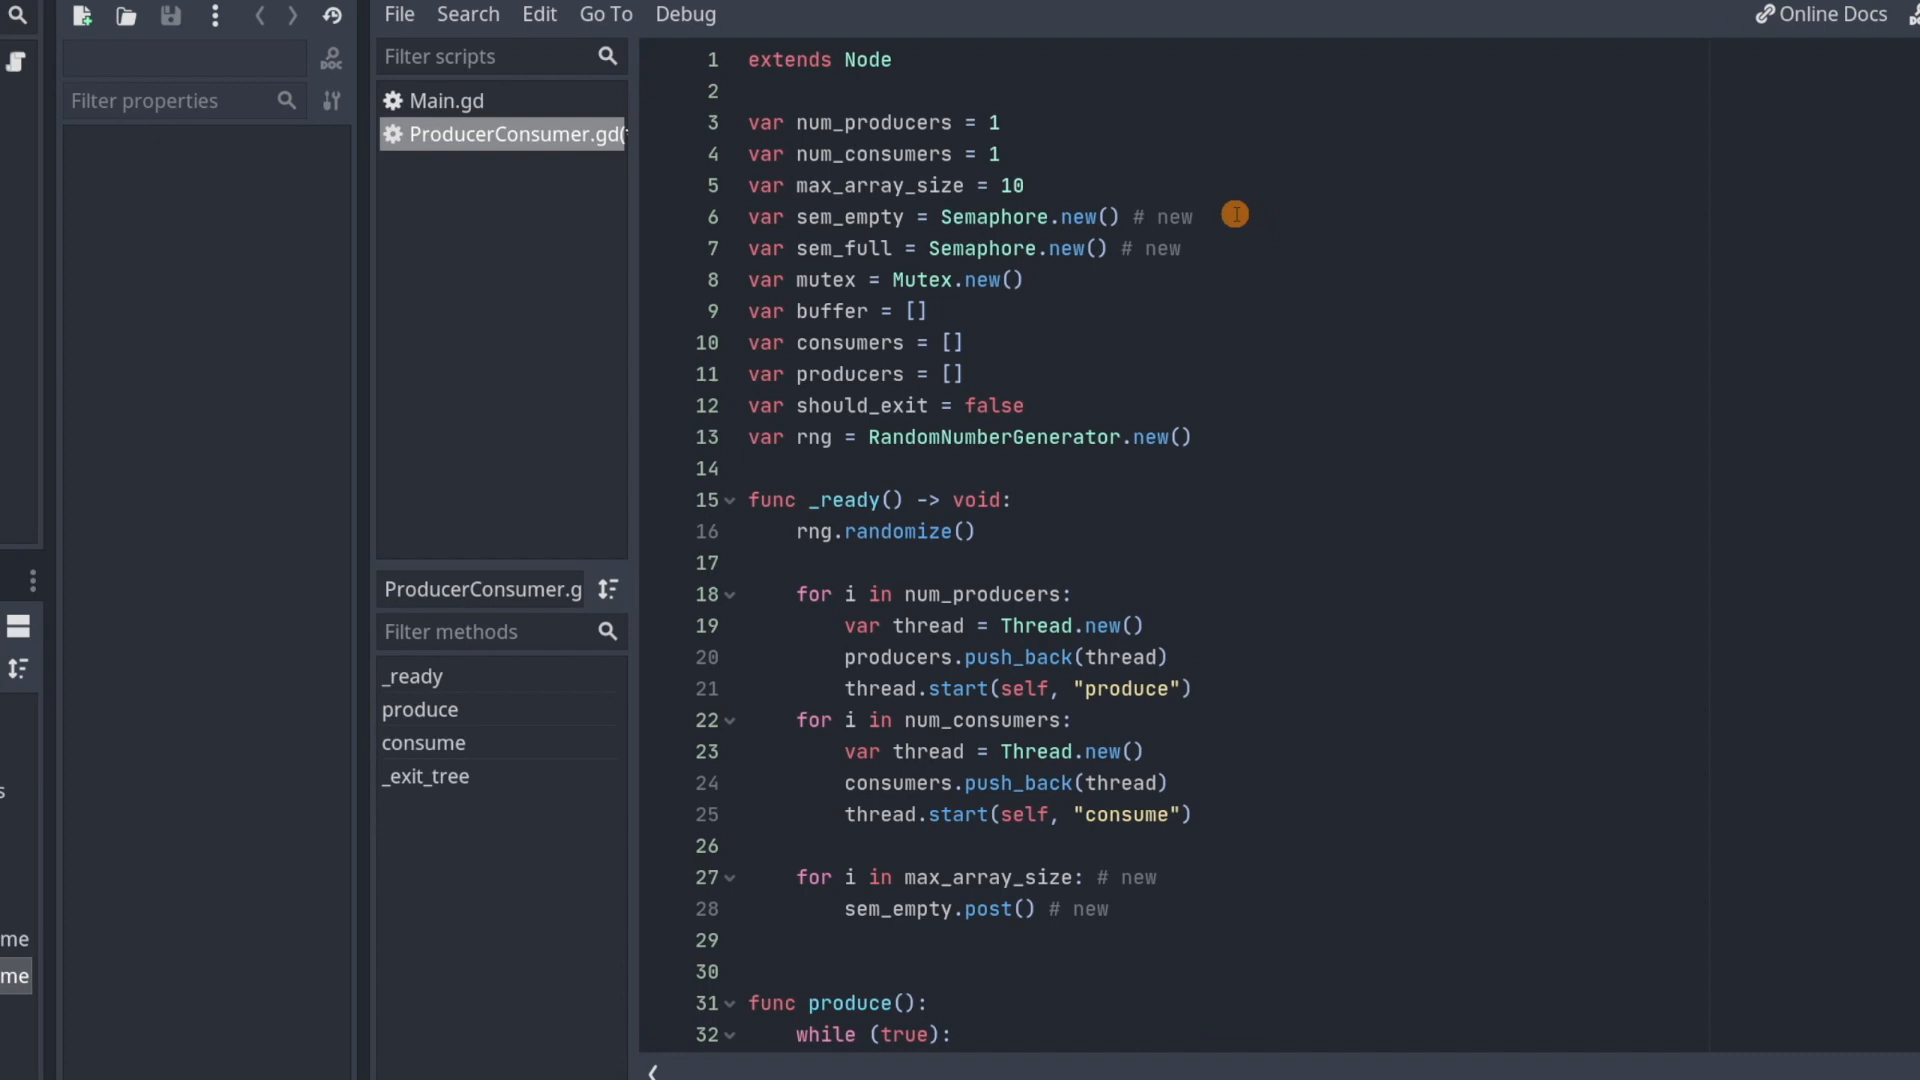 File Search Edit Go To Debug
Online Docs
DOC
Filter properties
Filter scripts
Main.gd
ProducerConsumer.gd(
ProducerConsumer.g
Filter methods
_ready
produce
consume
_exit_tree
s
me
me
1 extends Node
2
3 var num_producers = 1
4 var num_consumers = 1
5 var max_array_size = 10
6 var sem_empty = Semaphore.new() # new
7 var sem_full = Semaphore.new() # new
8 var mutex = Mutex.new()
9 var buffer = []
10 var consumers = []
11 var producers = []
12 var should_exit = false
13 var rng = RandomNumberGenerator.new()
14
15 func _ready() -> void:
16 rng.randomize()
17
18 for i in num_producers:
19 var thread = Thread.new()
20 producers.push_back(thread)
21 thread.start(self, "produce")
22 for i in num_consumers:
23 var thread = Thread.new()
24 consumers.push_back(thread)
25 thread.start(self, "consume")
26
27 for i in max_array_size: # new
28 sem_empty.post() # new
29
30
31 func produce():
32 while (true):